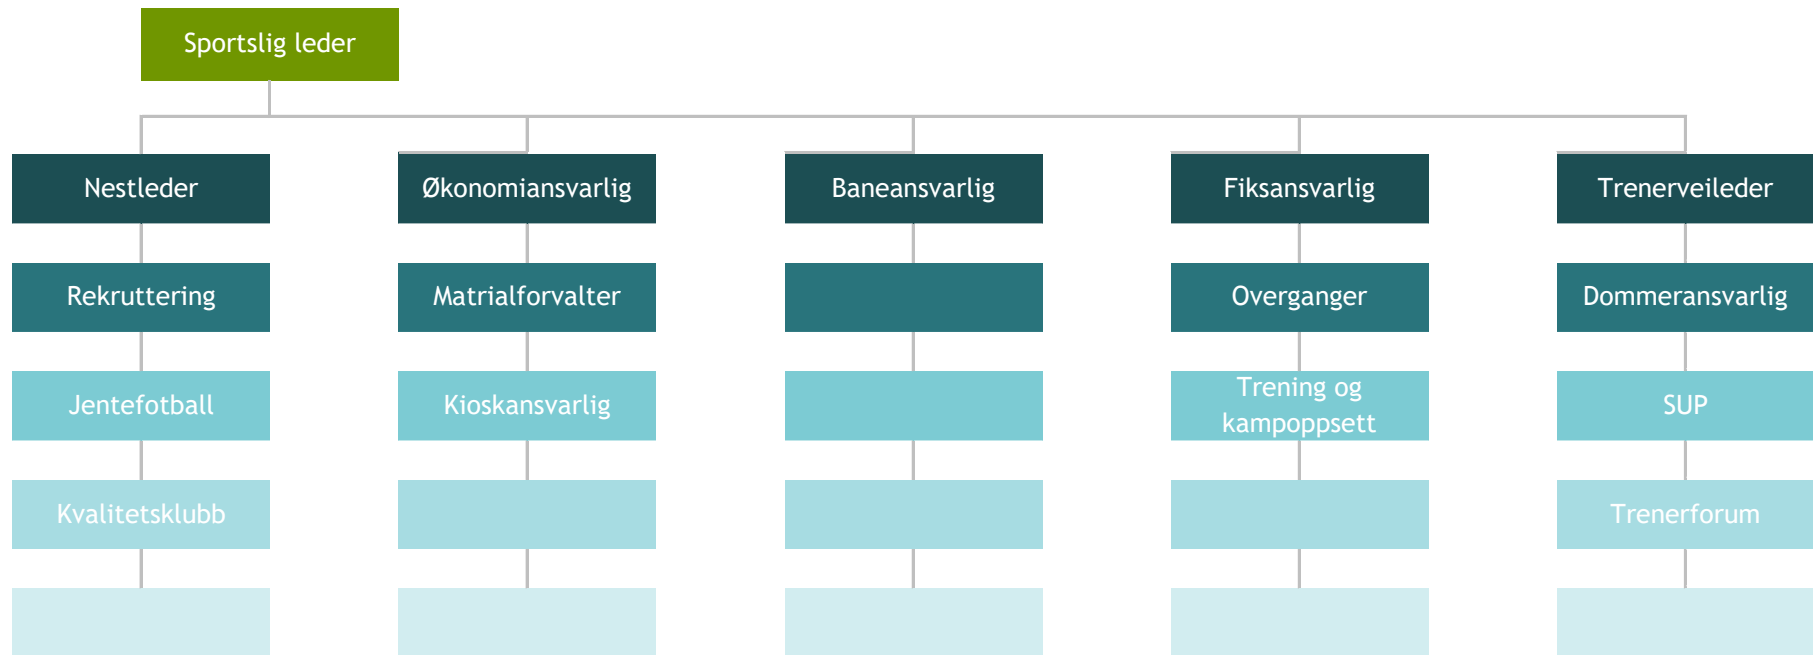 Sportslig leder
Nestleder
Økonomiansvarlig
Baneansvarlig
Fiksansvarlig
Trenerveileder
Rekruttering
Matrialforvalter
Overganger
Dommeransvarlig
Jentefotball
Kioskansvarlig
Trening og
kampoppsett
SUP
Kvalitetsklubb
Trenerforum